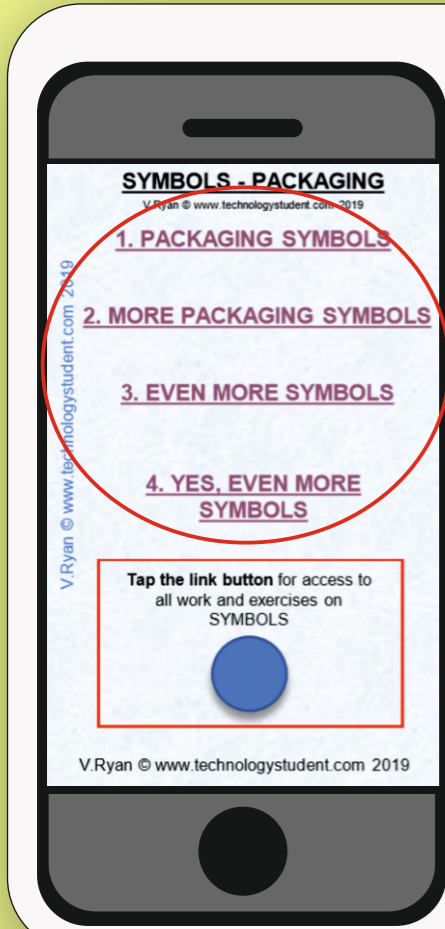 SYMBOLS - PACKAGING
V.Ryan © www.technologystudent.com 2019
1. PACKAGING SYMBOLS
2. MORE PACKAGING SYMBOLS
3. EVEN MORE SYMBOLS
4. YES, EVEN MORE
SYMBOLS
V.Ryan © www.technologystudent.com 2019
Tap the link button for access to
all work and exercises on
SYMBOLS
V.Ryan © www.technologystudent.com 2019